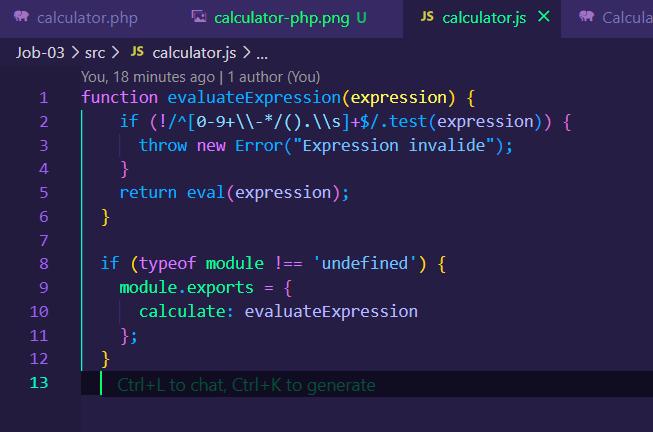 calculator.php calculator-php.png U JS calculator.js × Calcula
Job-03 > src > JS calculator.js > ...
You, 18 minutes ago | 1 author (You)
1 function evaluateExpression(expression) {
2 if (!/^[0-9+\\-*/().\\s]+$/.test(expression)) {
3 throw new Error("Expression invalide");
4 }
5 return eval(expression);
6 }
7
8 if (typeof module !== 'undefined') {
9 module.exports = {
10 calculate: evaluateExpression
11 };
12 }
13 Ctrl+L to chat, Ctrl+K to generate